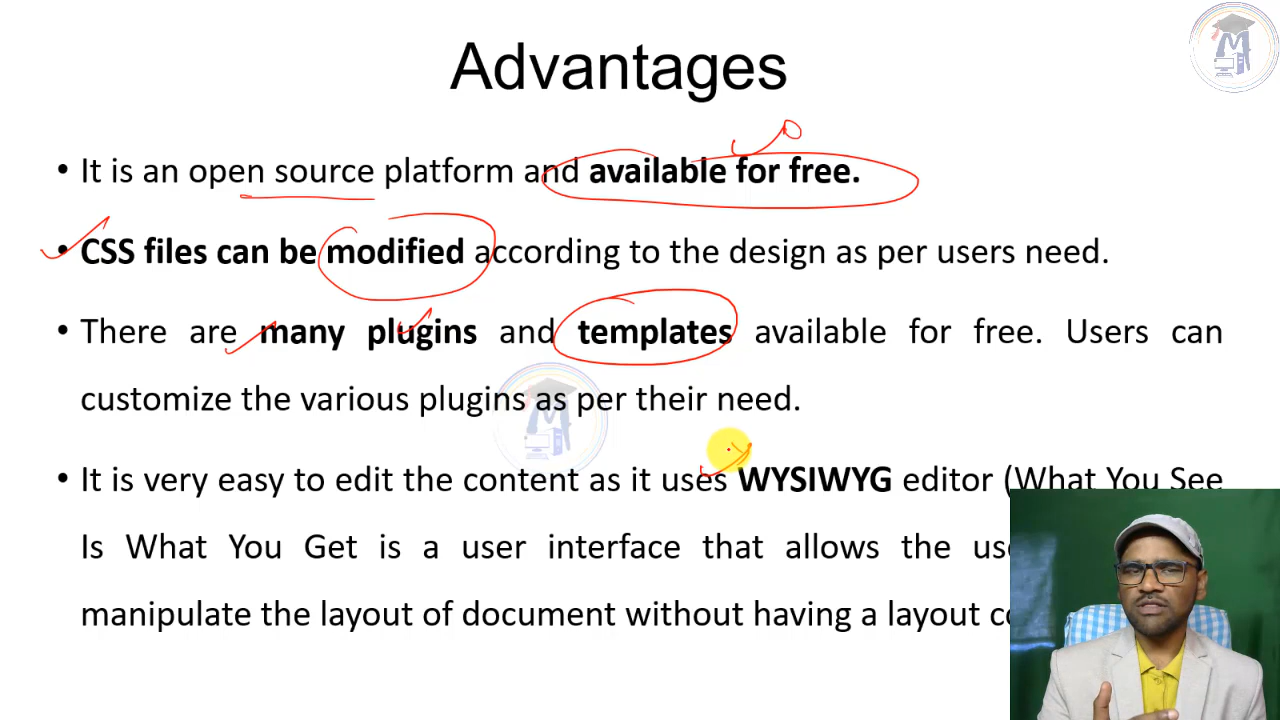 Advantages
• It is an open source platform and available for free.
• CSS files can be modified according to the design as per users need.
• There are many plugins and templates available for free. Users can
customize the various plugins as per their need.
• It is very easy to edit the content as it uses WYSIWYG editor (What You See
Is What You Get is a user interface that allows the
manipulate the layout of document without having a layout